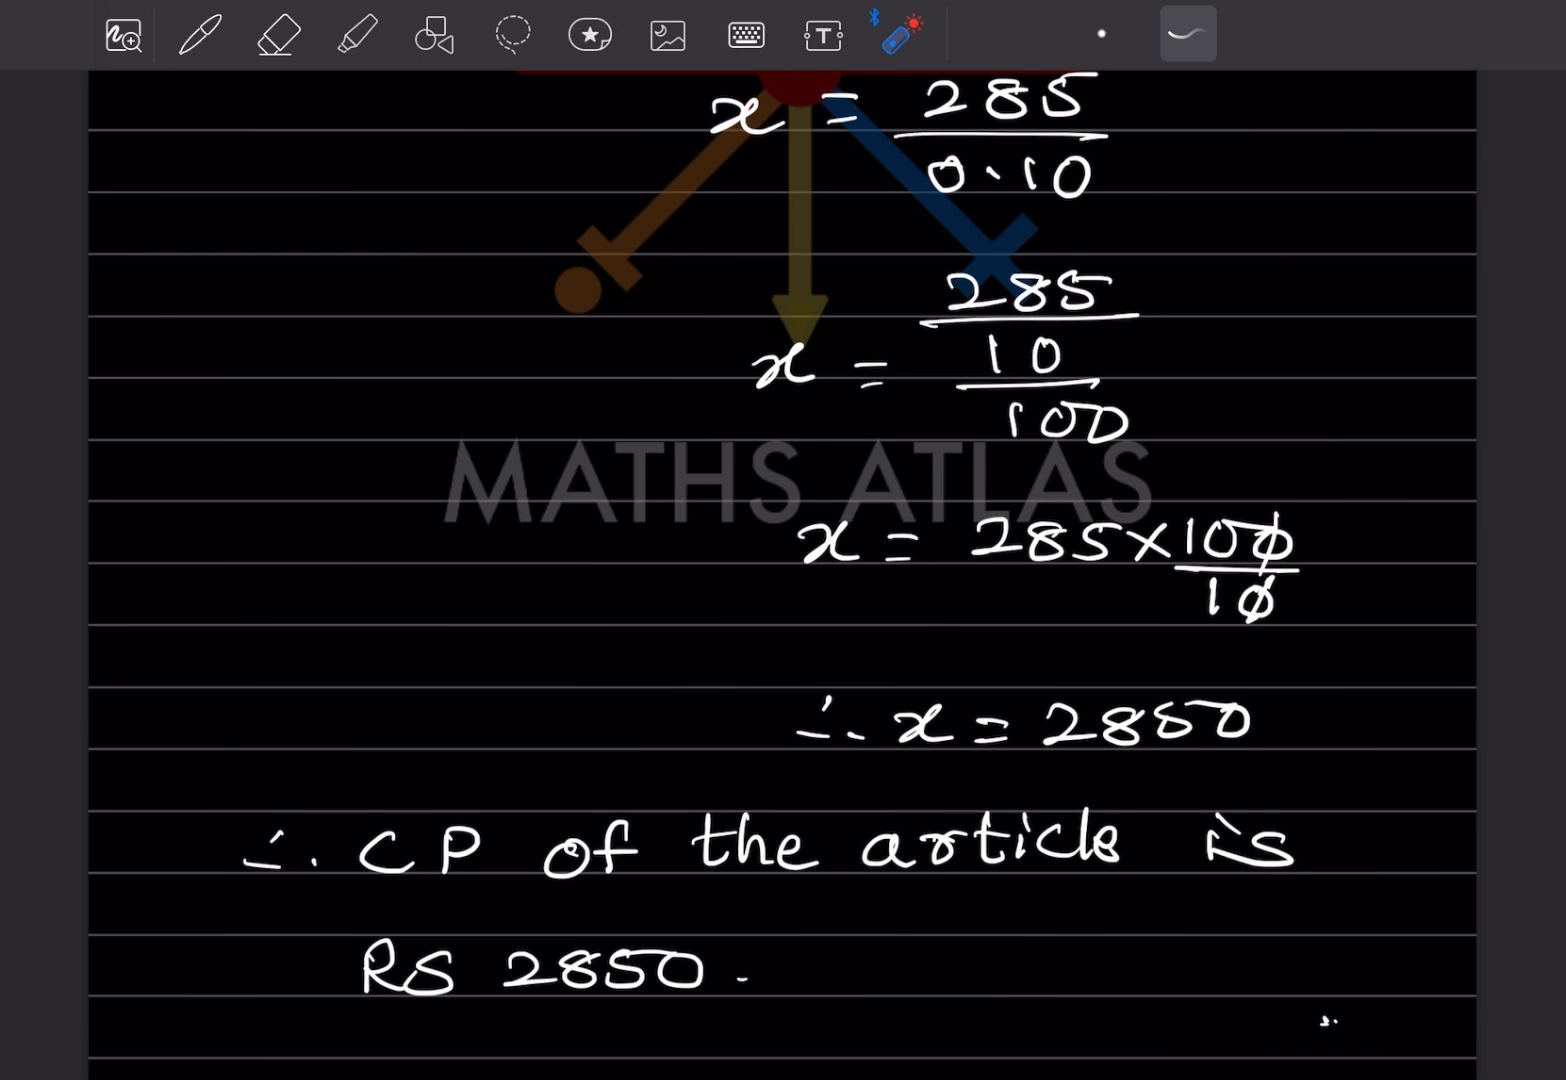 x = 285
0.10
x = 285
10
100
MATHS ATLAS
x = 285 × 100
10
∴ x = 2850
∴ CP of the article is
RS 2850.